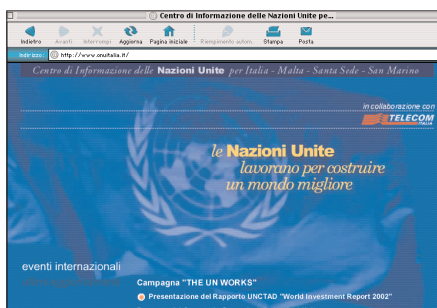 Centro di Informazione delle Nazioni Unite pe...
Indietro Avanti Interrompi Aggiorna Pagina iniziale Riempimento autom. Stampa Posta
Indirizzo: http://www.onuitalia.it/
Centro di Informazione delle Nazioni Unite per Italia - Malta - Santa Sede - San Marino
in collaborazione con
TELECOM
ITALIA
le Nazioni Unite
lavorano per costruire
un mondo migliore
eventi internazionali
Campagna "THE UN WORKS"
Presentazione del Rapporto UNCTAD "World Investment Report 2002"